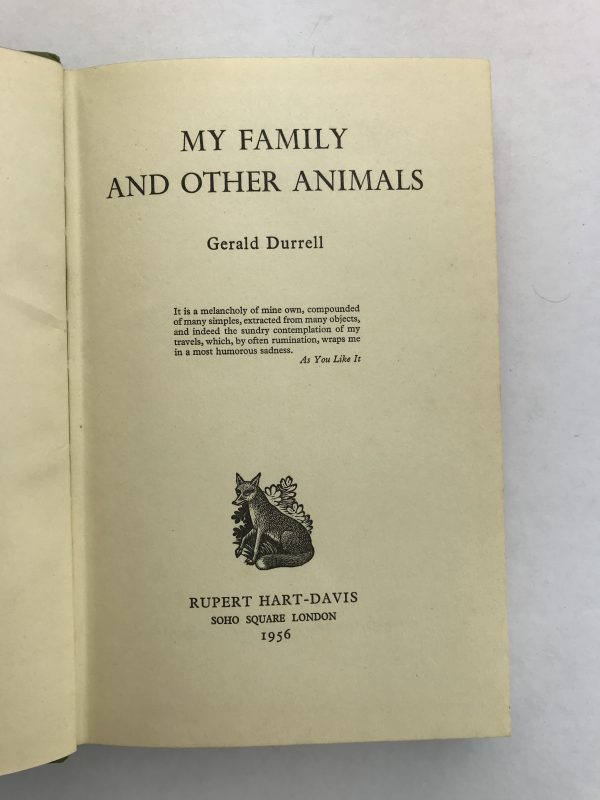 MY FAMILY
AND OTHER ANIMALS
Gerald Durrell
It is a melancholy of mine own, compounded
of many simples, extracted from many objects,
and indeed the sundry contemplation of my
travels, which, by often rumination, wraps me
in a most humorous sadness.
As You Like It
RUPERT HART-DAVIS
SOHO SQUARE LONDON
1956